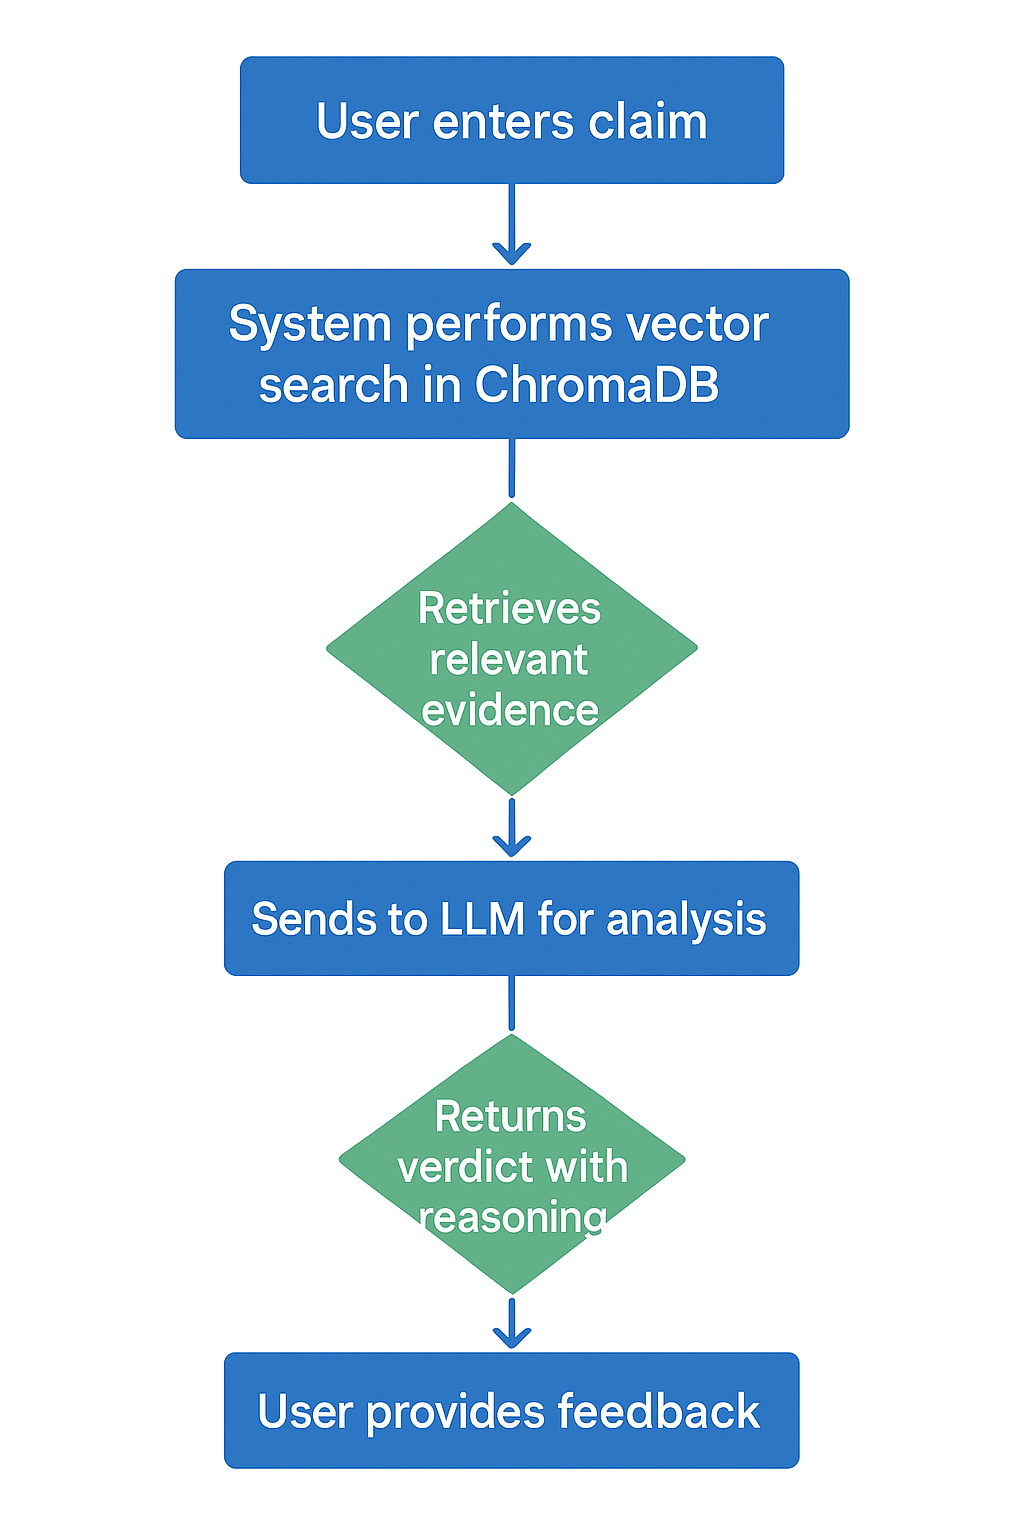 User enters claim
System performs vector
search in ChromaDB
Retrieves
relevant
evidence
Sends to LLM for analysis
Returns
verdict with
reasoning
User provides feedback